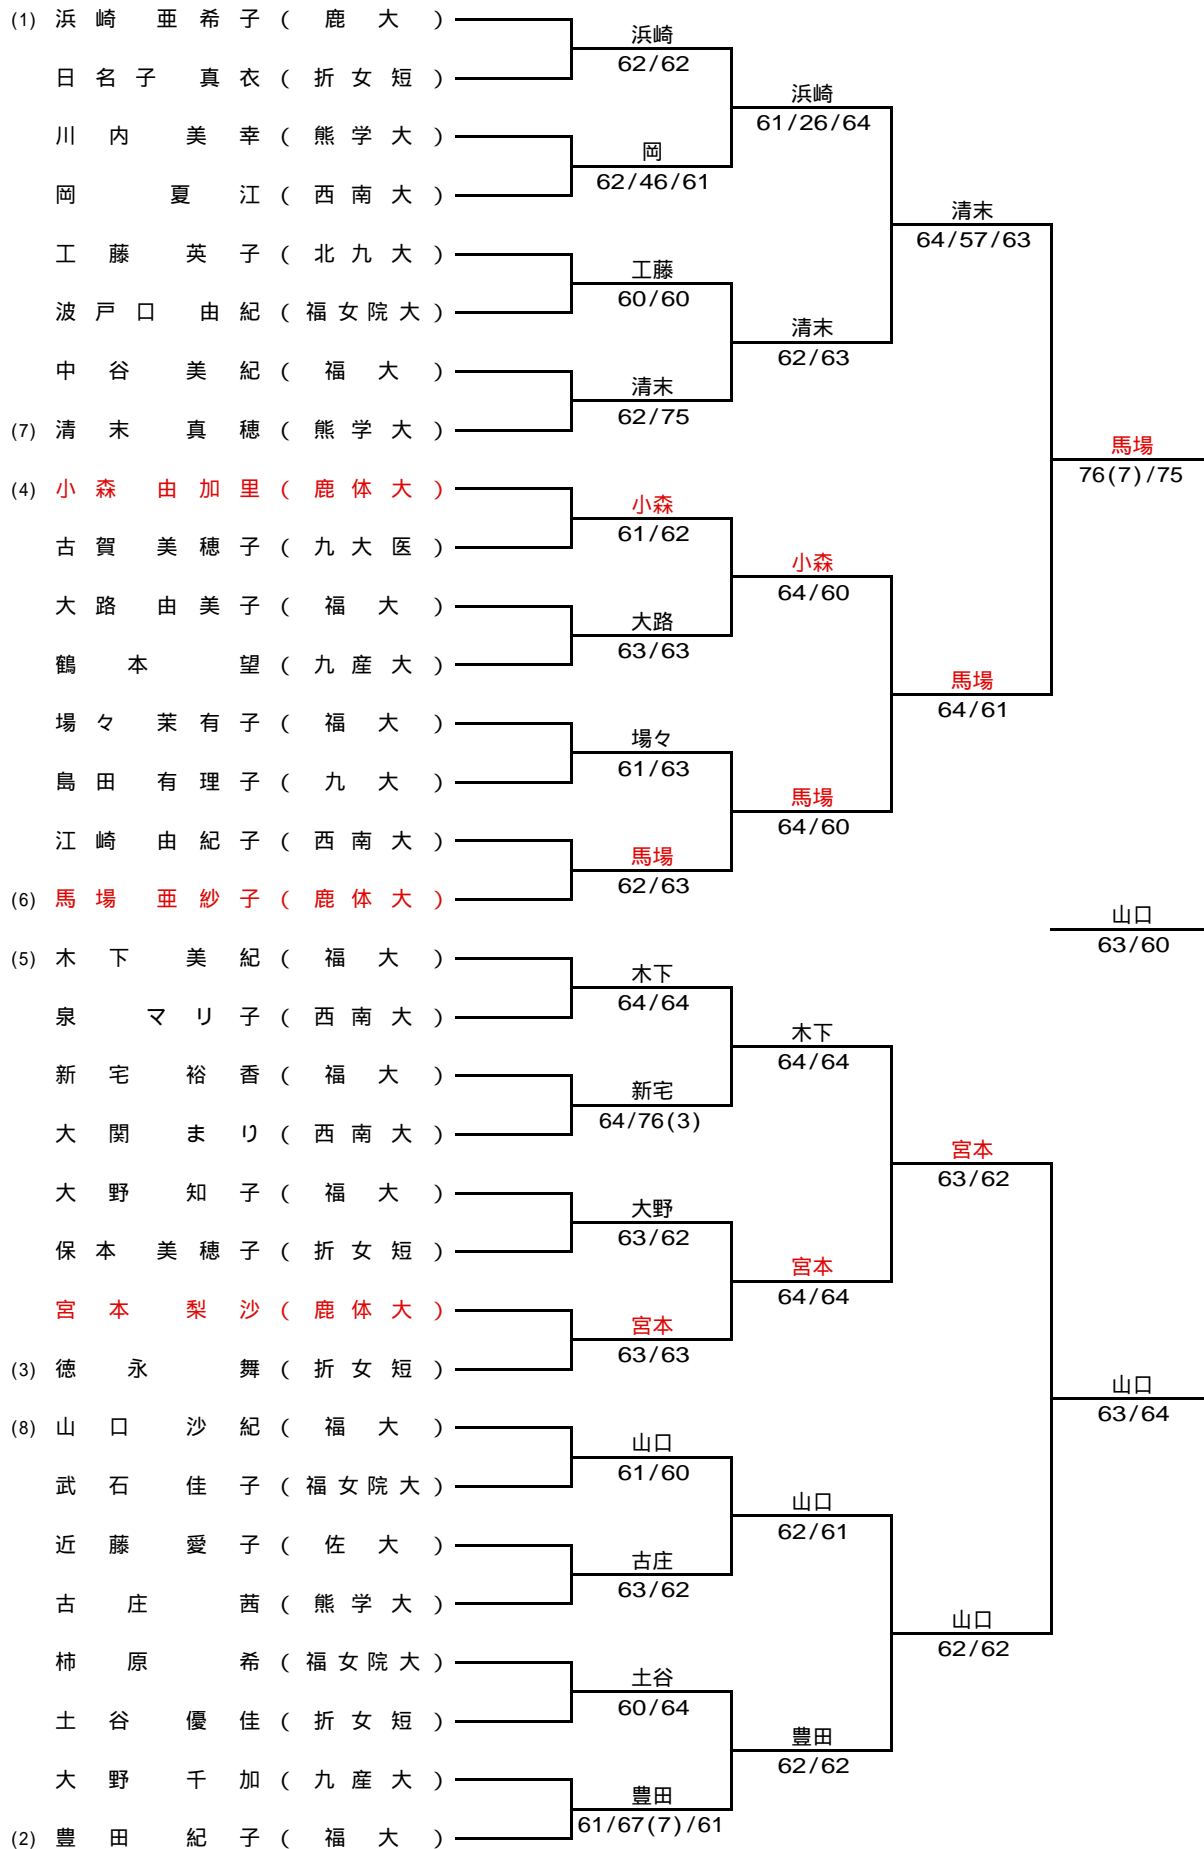 (1) 浜崎 亜希子(鹿大)
日名子 真衣(折女短)
川内 美幸(熊学大)
岡 夏江(西南大)
工藤 英子(北九大)
波戸口 由紀(福女院大)
中谷 美紀(福大)
(7) 清末 真穂(熊学大)
(4) 小森 由加里(鹿体大)
古賀 美穂子(九大医)
大路 由美子(福大)
鶴本 望(九産大)
場々 茉有子(福大)
島田 有理子(九大)
江崎 由紀子(西南大)
(6) 馬場 亜紗子(鹿体大)
(5) 木下 美紀(福大)
泉 マリ子(西南大)
新宅 裕香(福大)
大関 まり(西南大)
大野 知子(福大)
保本 美穂子(折女短)
宮本 梨沙(鹿体大)
(3) 徳永 舞(折女短)
(8) 山口 沙紀(福大)
武石 佳子(福女院大)
近藤 愛子(佐大)
古庄 茜(熊学大)
柿原 希(福女院大)
土谷 優佳(折女短)
大野 千加(九産大)
(2) 豊田 紀子(福大)
浜崎
62/62
岡
62/46/61
工藤
60/60
清末
62/75
小森
61/62
大路
63/63
場々
61/63
馬場
62/63
木下
64/64
新宅
64/76(3)
大野
63/62
宮本
63/63
山口
61/60
古庄
63/62
土谷
60/64
豊田
61/67(7)/61
浜崎
61/26/64
清末
62/63
小森
64/60
馬場
64/60
木下
64/64
宮本
64/64
山口
62/61
豊田
62/62
清末
64/57/63
馬場
64/61
宮本
63/62
山口
62/62
馬場
76(7)/75
山口
63/60
山口
63/64